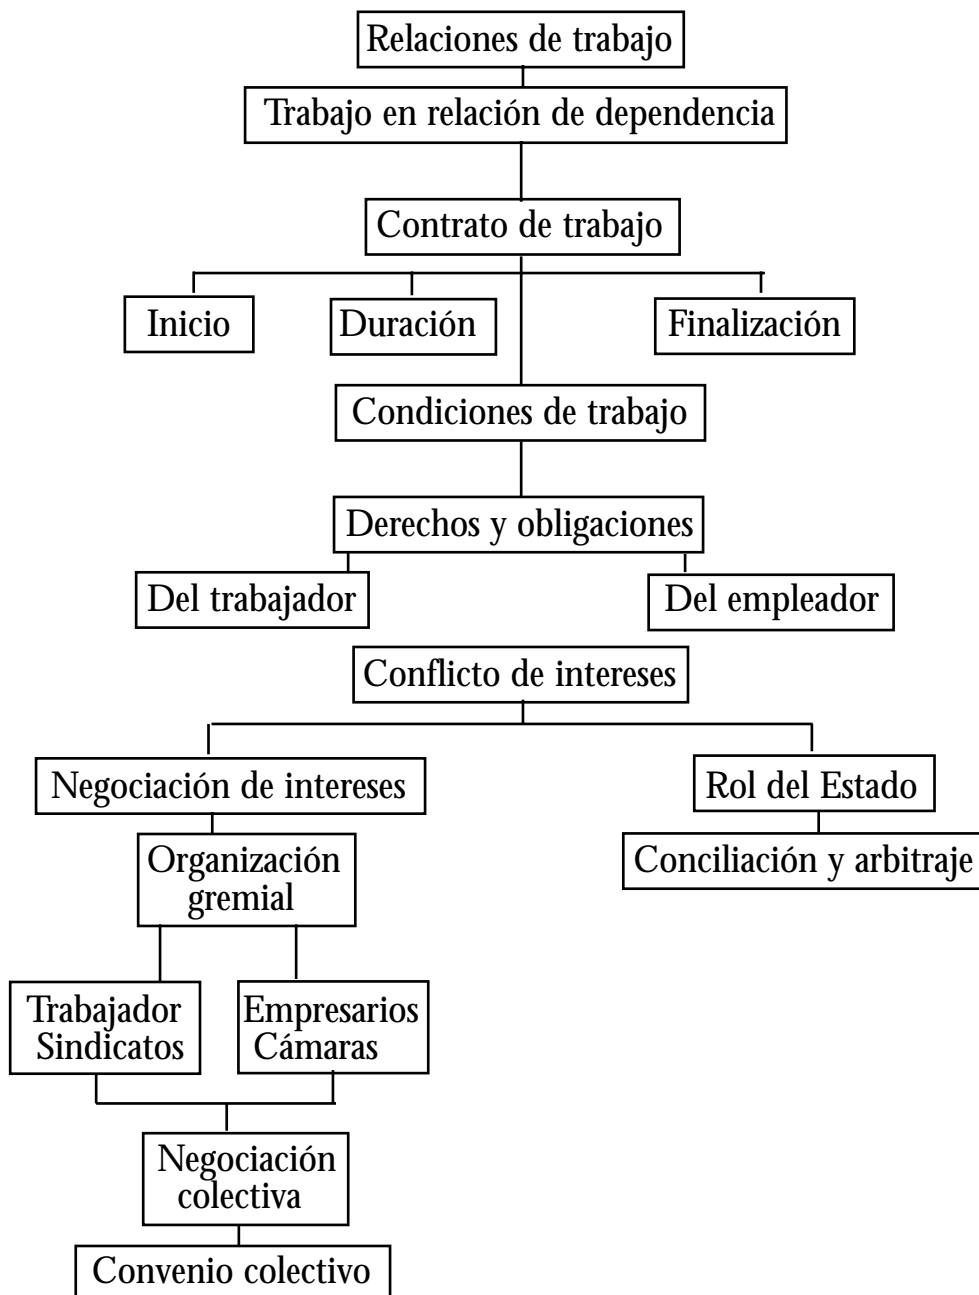 Relaciones de trabajo
Trabajo en relación de dependencia
Contrato de trabajo
Inicio
Duración
Finalización
Condiciones de trabajo
Derechos y obligaciones
Del trabajador
Del empleador
Conflicto de intereses
Negociación de intereses
Rol del Estado
Organización
gremial
Conciliación y arbitraje
Trabajador
Sindicatos
Empresarios
Cámaras
Negociación
colectiva
Convenio colectivo